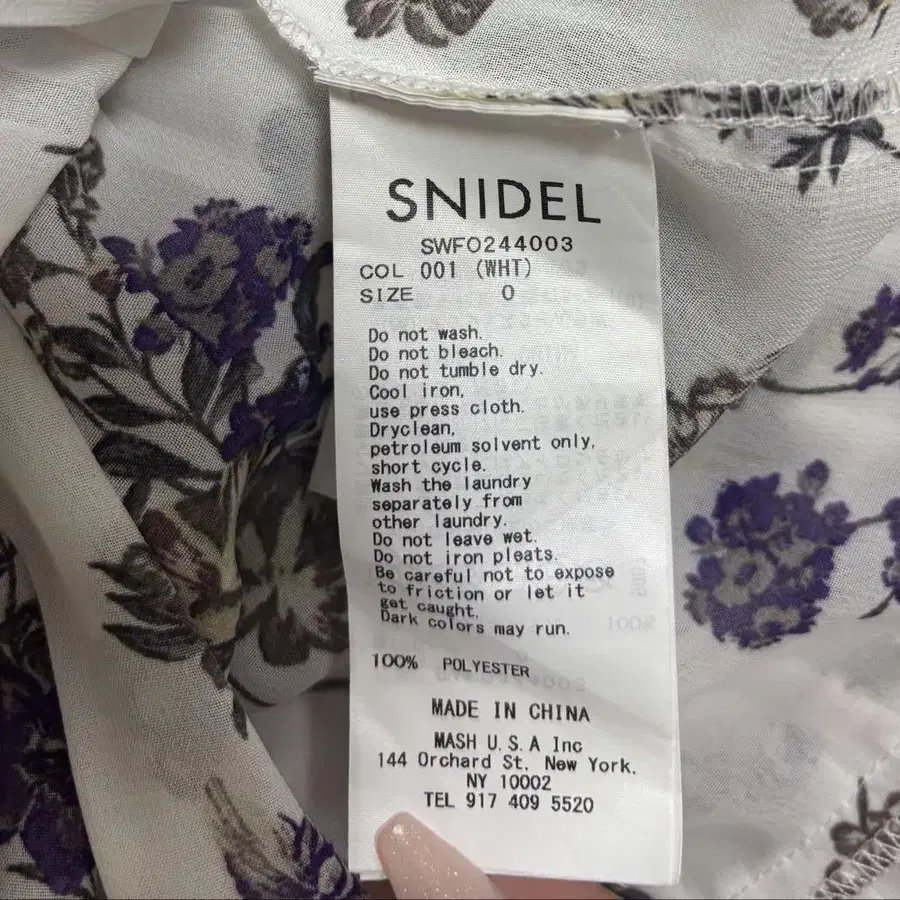 SNIDEL
SWFO244003
COL 001 (WHT)
SIZE 0
Do not wash.
Do not bleach.
Do not tumble dry.
Cool iron,
use press cloth.
Dryclean,
petroleum solvent only,
short cycle.
Wash the laundry
separately from
other laundry.
Do not leave wet.
Do not iron pleats.
Be careful not to expose
to friction or let it
get caught.
Dark colors may run.
100% POLYESTER
MADE IN CHINA
MASH U.S.A Inc
144 Orchard St. New York.
NY 10002
TEL 917 409 5520